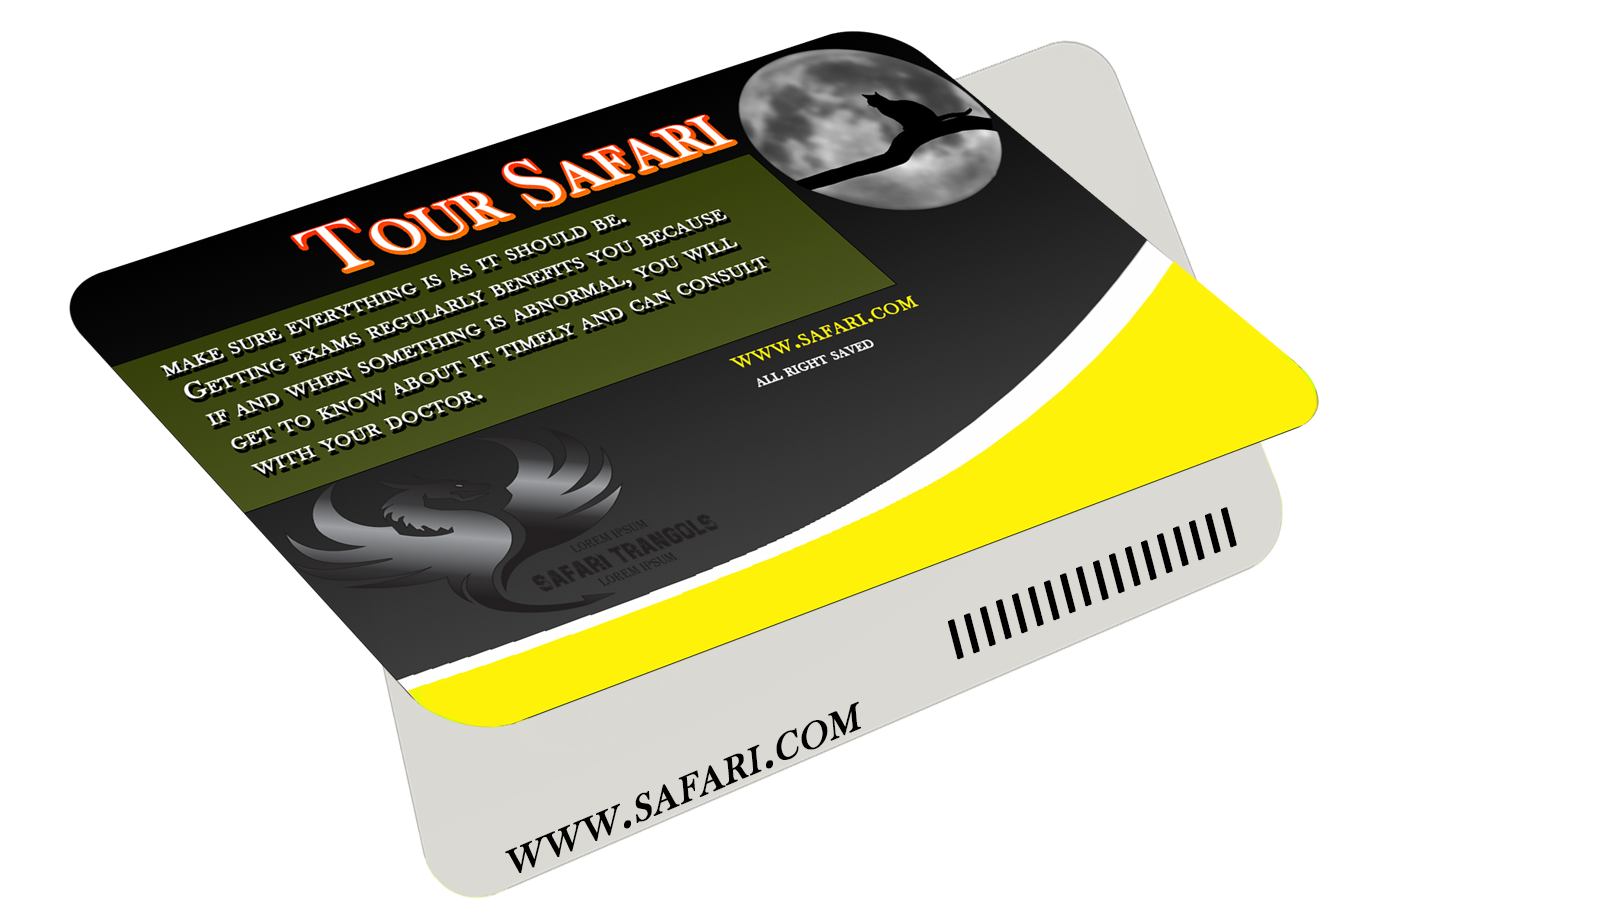 Tour Safari
make sure everything is as it should be.
Getting exams regularly benefits you because
if and when something is abnormal, you will
get to know about it timely and can consult
with your doctor.
www.safari.com
all right saved
LOREM IPSUM
SAFARI TRANGOLS
LOREM IPSUM
www.safari.com